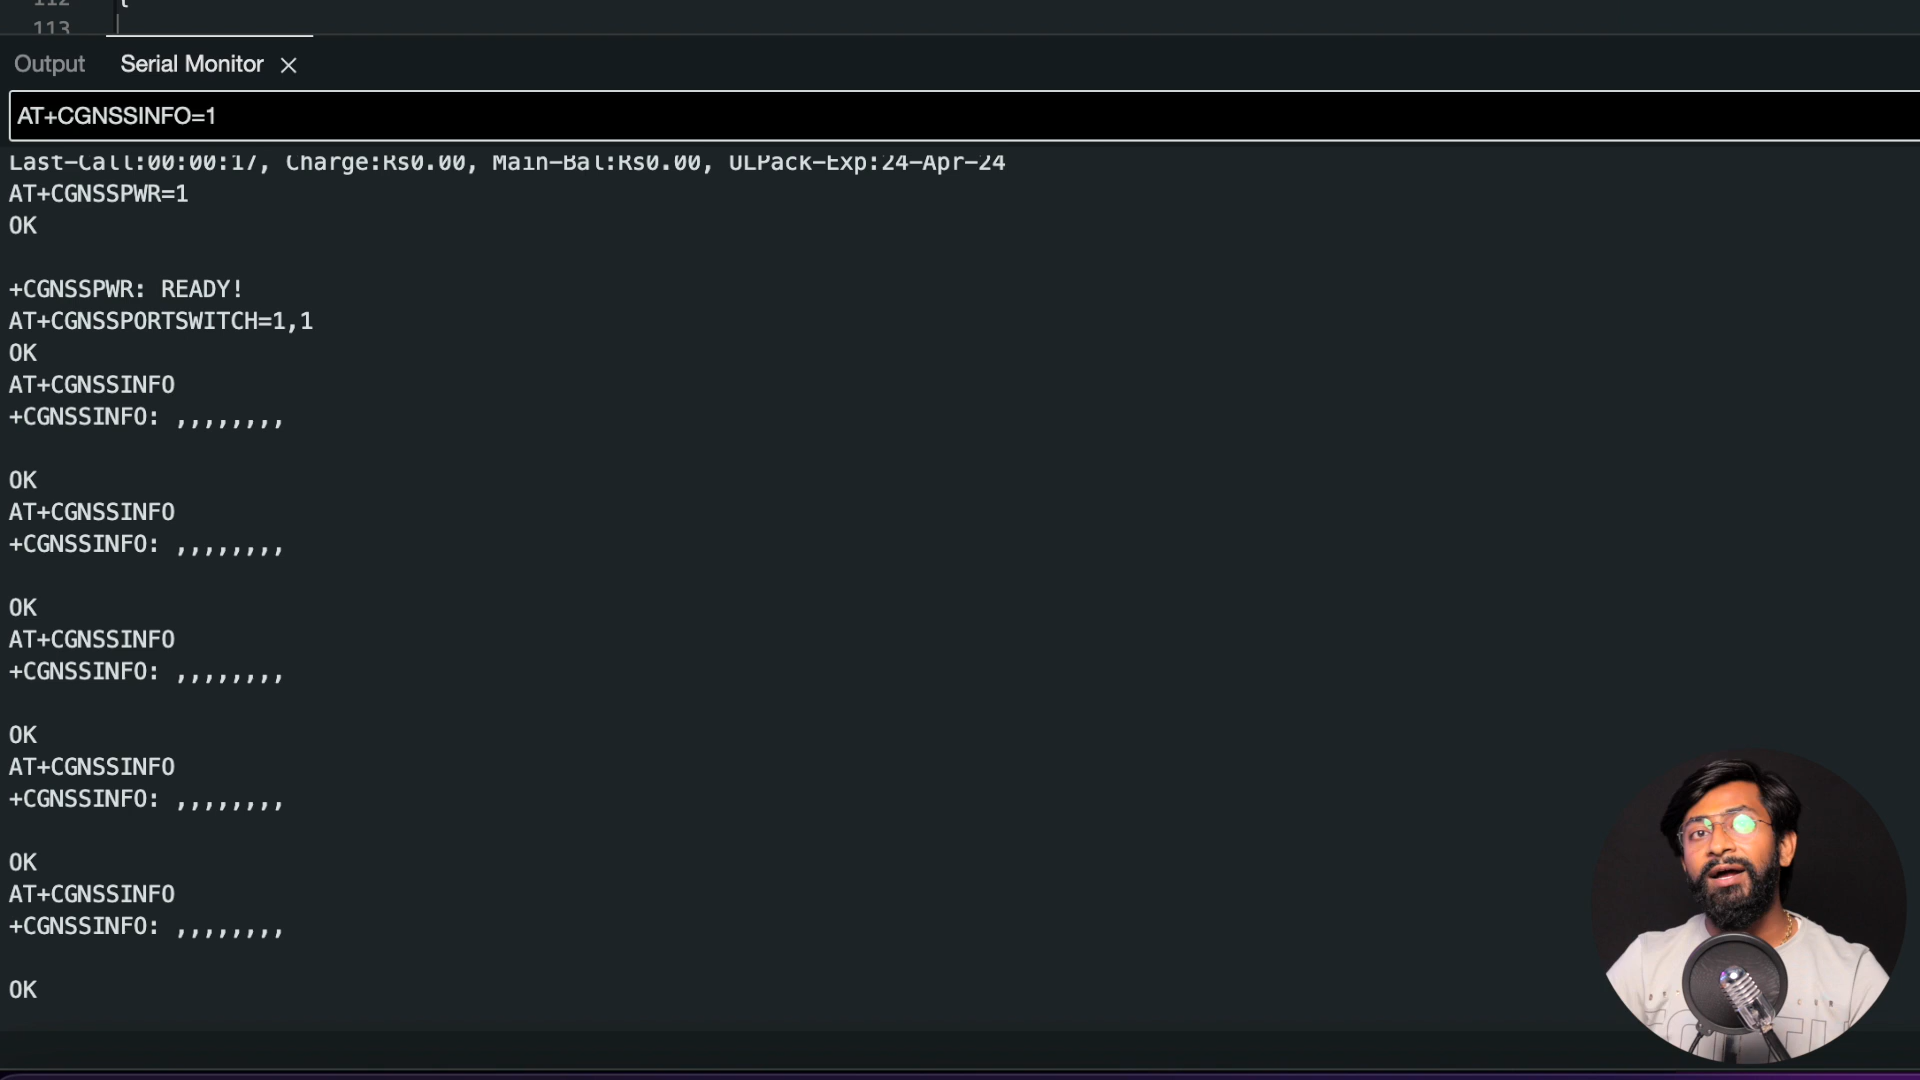 112 {
113
Output Serial Monitor
AT+CGNSSINFO=1
Last-Call:00:00:17, Charge:Rs0.00, Main-Bal:Rs0.00, ULPack-Exp:24-Apr-24
AT+CGNSSPWR=1
OK
+CGNSSPWR: READY!
AT+CGNSSPORTSWITCH=1,1
OK
AT+CGNSSINFO
+CGNSSINFO: ,,,,,,,,
OK
AT+CGNSSINFO
+CGNSSINFO: ,,,,,,,,
OK
AT+CGNSSINFO
+CGNSSINFO: ,,,,,,,,
OK
AT+CGNSSINFO
+CGNSSINFO: ,,,,,,,,
OK
AT+CGNSSINFO
+CGNSSINFO: ,,,,,,,,
OK